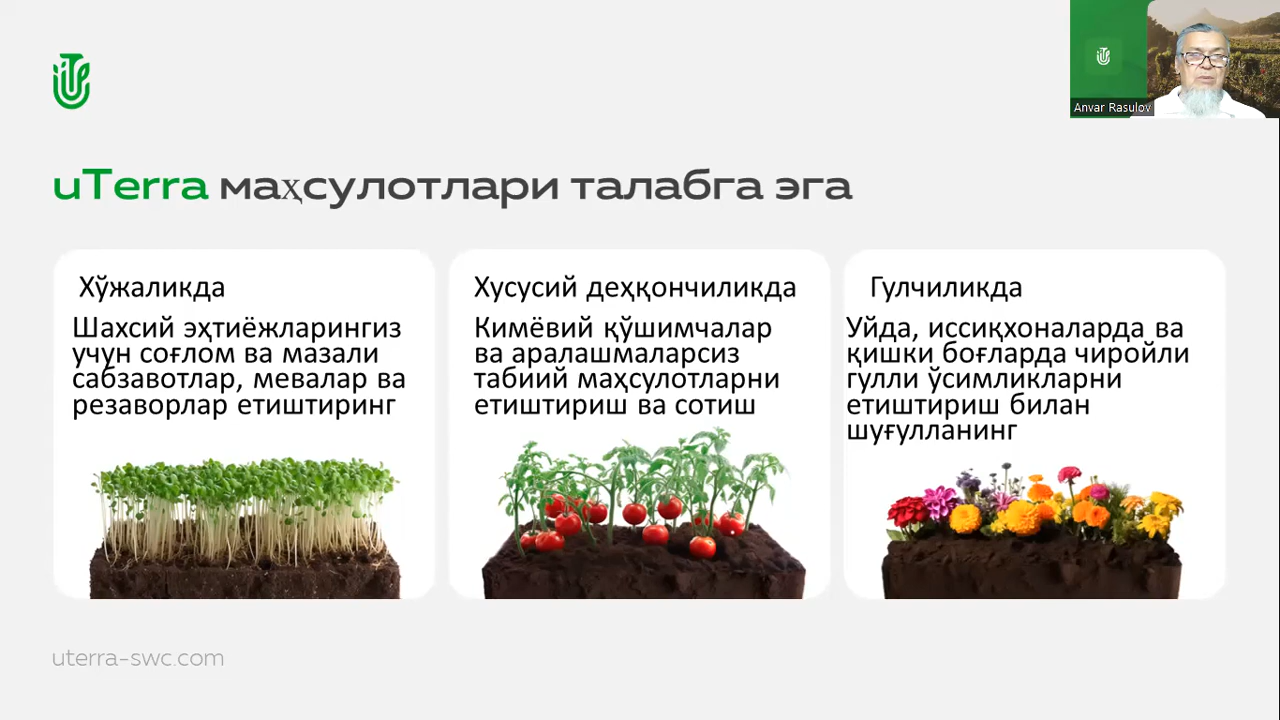 Anvar Rasulov
uTerra маҳсулотлари талабга эга
Хўжаликда
Шахсий эҳтиёжларингиз
учун соғлом ва мазали
сабзавотлар, мевалар ва
резаворлар етиштиринг
Хусусий деҳқончиликда
Кимёвий қўшимчалар
ва аралашмаларсиз
табиий маҳсулотларни
етиштириш ва сотиш
Гулчиликда
Уйда, иссиқхоналарда ва
қишки боғларда чиройли
гулли ўсимликларни
етиштириш билан
шуғулланинг
uterra-swc.com